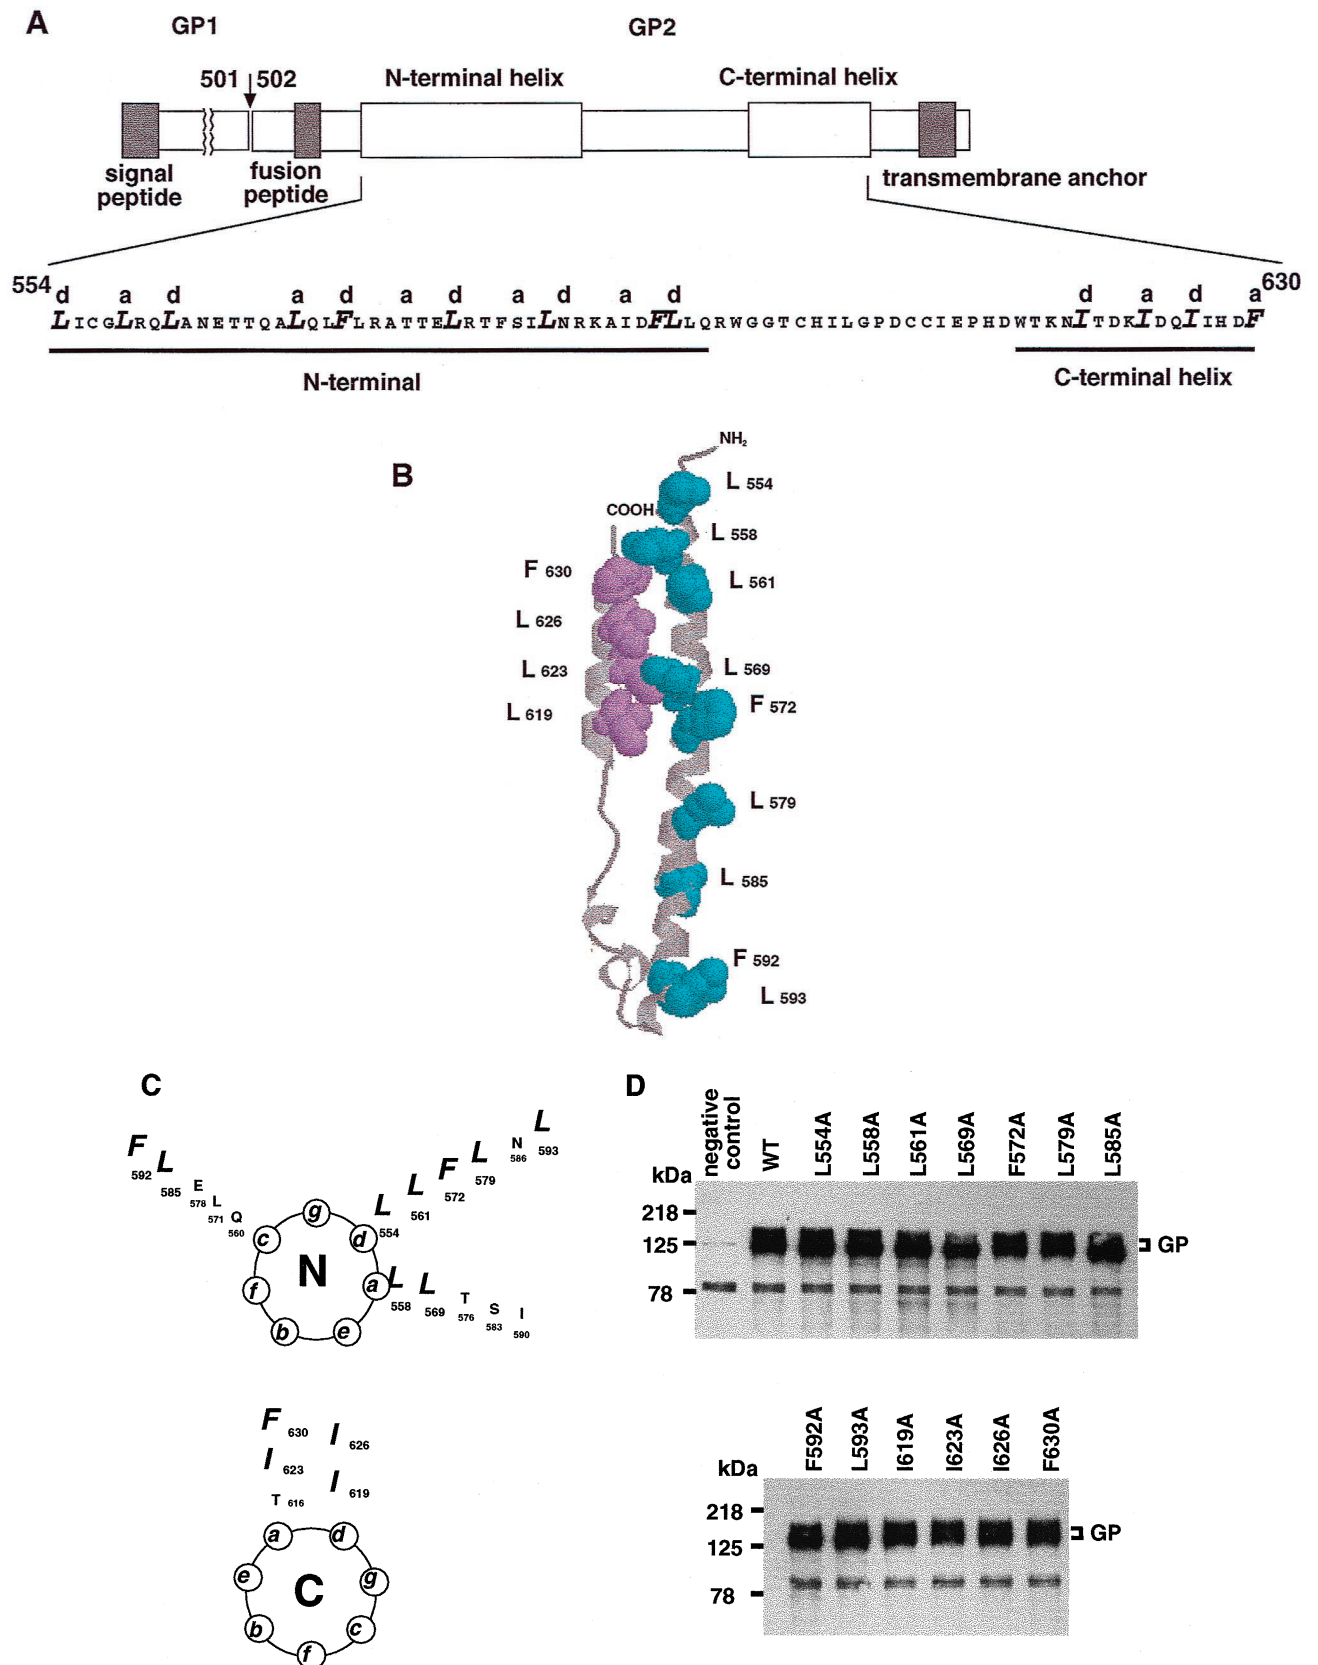 A
GP1
GP2
501 502
N-terminal helix
C-terminal helix
signal
peptide
fusion
peptide
transmembrane anchor
554
630
d a d a d a d a d a d d a d a
LICGLRQLANETTQALQLFLRATTELRTFSILNRKAIDFLLQRWGGTCHILGPDCCIEPHDWTKNITDKIDQIIHDF
N-terminal
C-terminal helix
B
NH2
L 554
COOH
L 558
F 630
L 561
L 626
L 623
L 569
F 572
L 619
L 579
L 585
F 592
L 593
C
F 592
L 585
E 578
L 571
Q 560
L 554
L 561
F 572
L 579
N 586
L 593
L 558
L 569
T 576
S 583
I 590
N
g
d
a
e
b
f
c
F 630
I 626
I 623
I 619
T 616
C
a
d
g
c
f
b
e
D
negative
control
WT
L554A
L558A
L561A
L569A
F572A
L579A
L585A
kDa
218
125
78
GP
F592A
L593A
I619A
I623A
I626A
F630A
kDa
218
125
78
GP